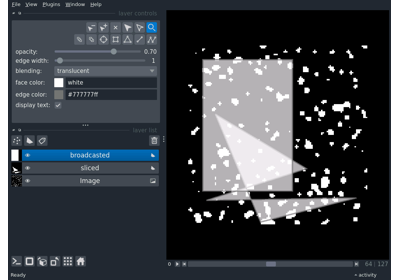 File View Plugins Window Help
layer controls
opacity: 0.70
edge width: 1
blending: translucent
face color: white
edge color: #777777ff
display text:
layer list
broadcasted
sliced
Image
64 127
Ready
activity